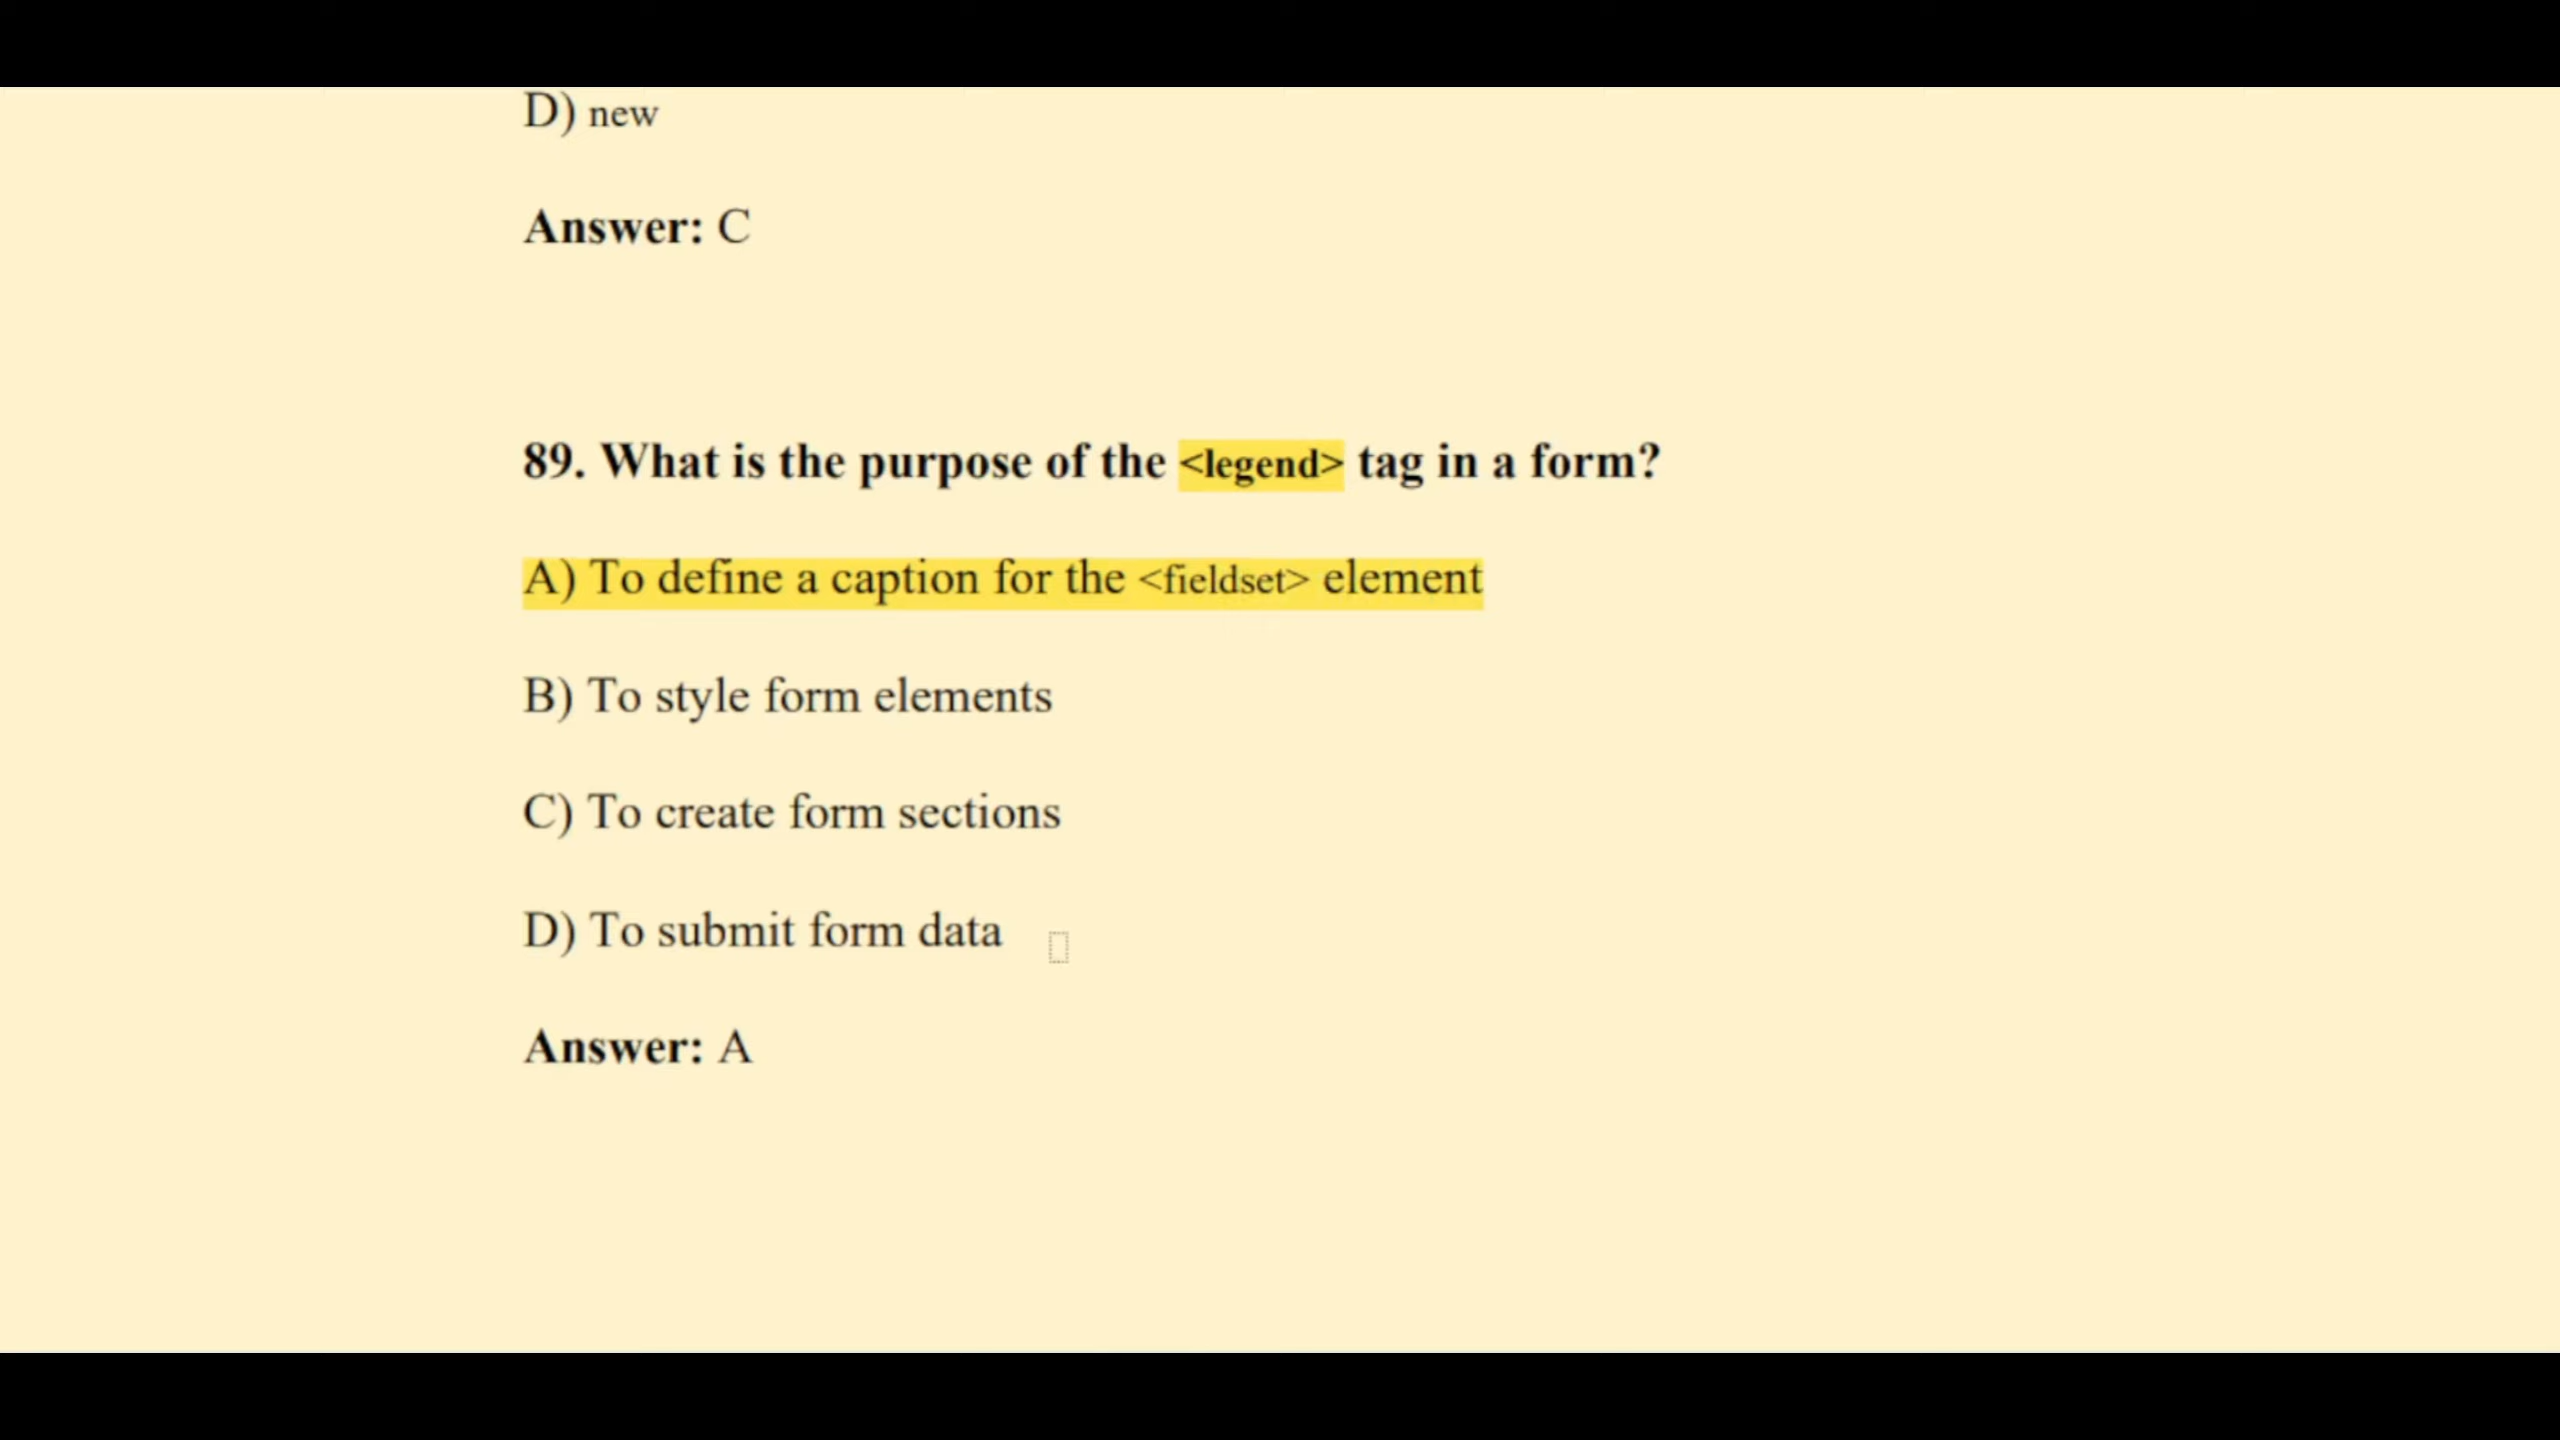 D) new
Answer: C
89. What is the purpose of the <legend> tag in a form?
A) To define a caption for the <fieldset> element
B) To style form elements
C) To create form sections
D) To submit form data
Answer: A